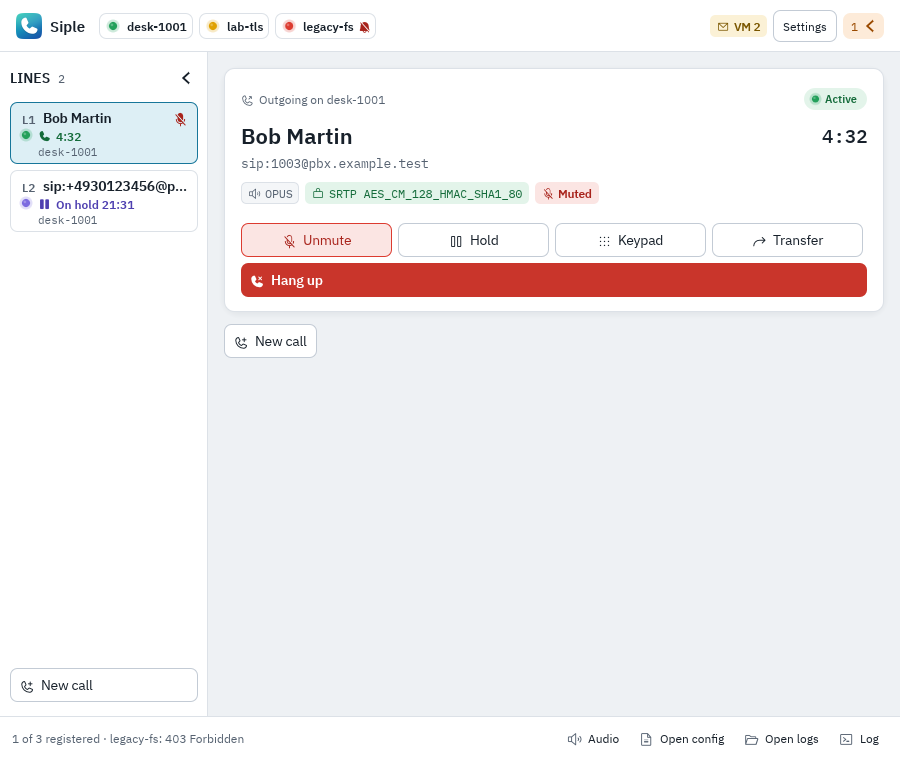 Siple
desk-1001
lab-tls
legacy-fs
VM 2
Settings
1
LINES 2
L1 Bob Martin
4:32
desk-1001
L2 sip:+4930123456@p...
On hold 21:31
desk-1001
New call
Outgoing on desk-1001
Active
Bob Martin
4:32
sip:1003@pbx.example.test
OPUS
SRTP AES_CM_128_HMAC_SHA1_80
Muted
Unmute
Hold
Keypad
Transfer
Hang up
New call
1 of 3 registered · legacy-fs: 403 Forbidden
Audio
Open config
Open logs
Log